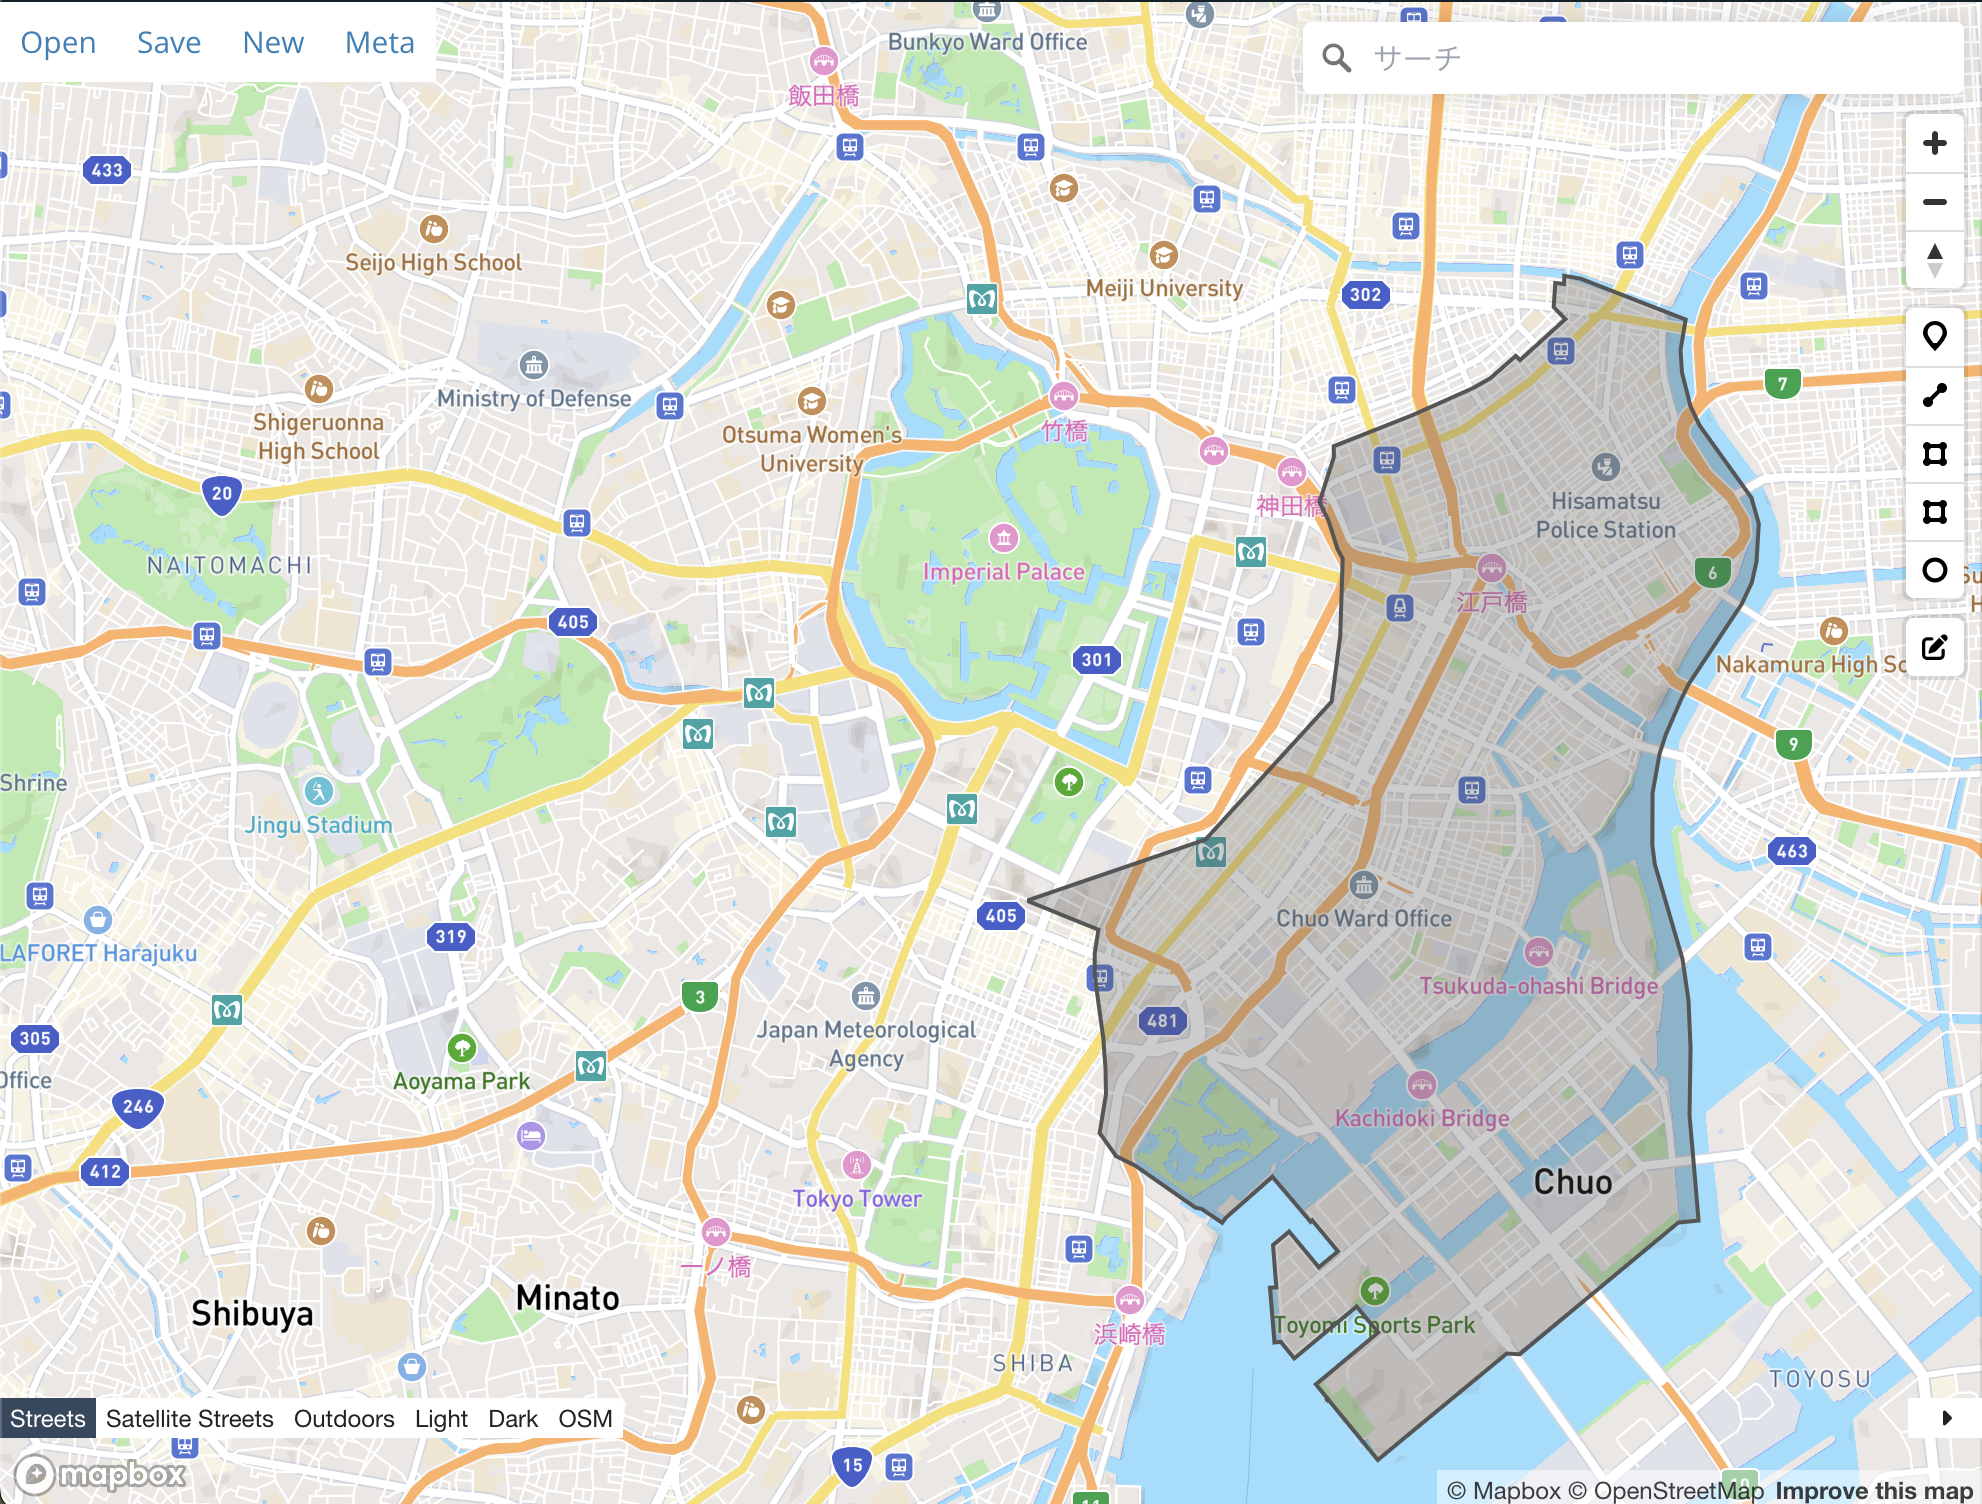 Open Save New Meta
サーチ
Bunkyo Ward Office
飯田橋
433
Seijo High School
Meiji University
302
Ministry of Defense
Shigeruonna
High School
Otsuma Women's
University
竹橋
7
20
神田橋
Hisamatsu
Police Station
NAITOMACHI
Imperial Palace
6
江戸橋
405
301
Nakamura High Sc
9
Shrine
Jingu Stadium
463
405
Chuo Ward Office
319
LAFORET Harajuku
Tsukuda-ohashi Bridge
3
481
305
Japan Meteorological
Agency
Office
Aoyama Park
246
Kachidoki Bridge
412
Chuo
Tokyo Tower
一ノ橋
Minato
Shibuya
Toyomi Sports Park
浜崎橋
SHIBA
TOYOSU
Streets Satellite Streets Outdoors Light Dark OSM
15
mapbox
© Mapbox © OpenStreetMap Improve this map